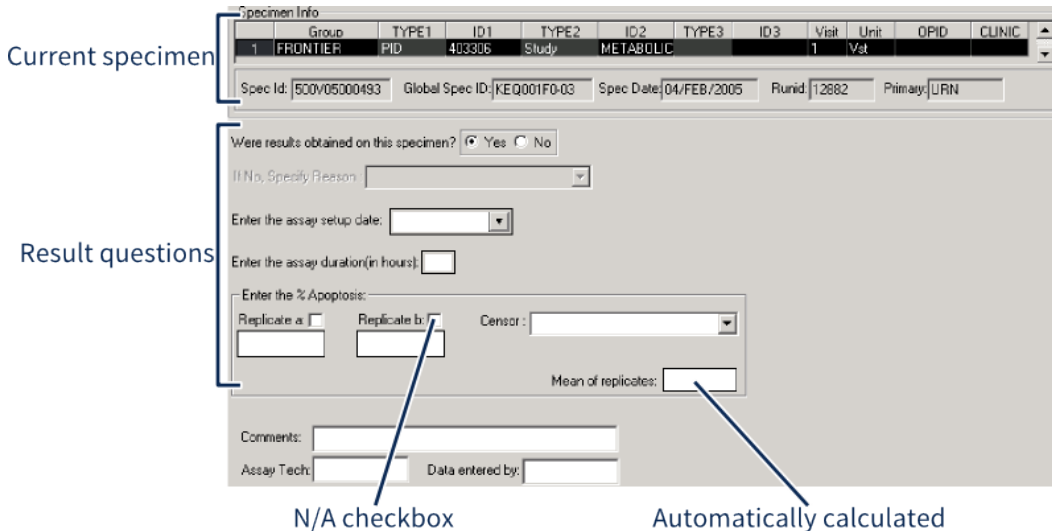 Specimen Info
Group TYPE1 ID1 TYPE2 ID2 TYPE3 ID3 Visit Unit OPID CLINIC
1 FRONTIER PID 403306 Study METABOLIC 1 Vst
Current specimen
Spec Id: 500V05000493 Global Spec ID: KEQ001F0-03 Spec Date: 04/FEB/2005 Runid: 12882 Primary: URN
Were results obtained on this specimen? Yes No
If No, Specify Reason
Enter the assay setup date:
Result questions
Enter the assay duration(in hours):
Enter the % Apoptosis:
Replicate a: Replicate b: Censor :
Mean of replicates:
Comments:
Assay Tech: Data entered by:
N/A checkbox Automatically calculated